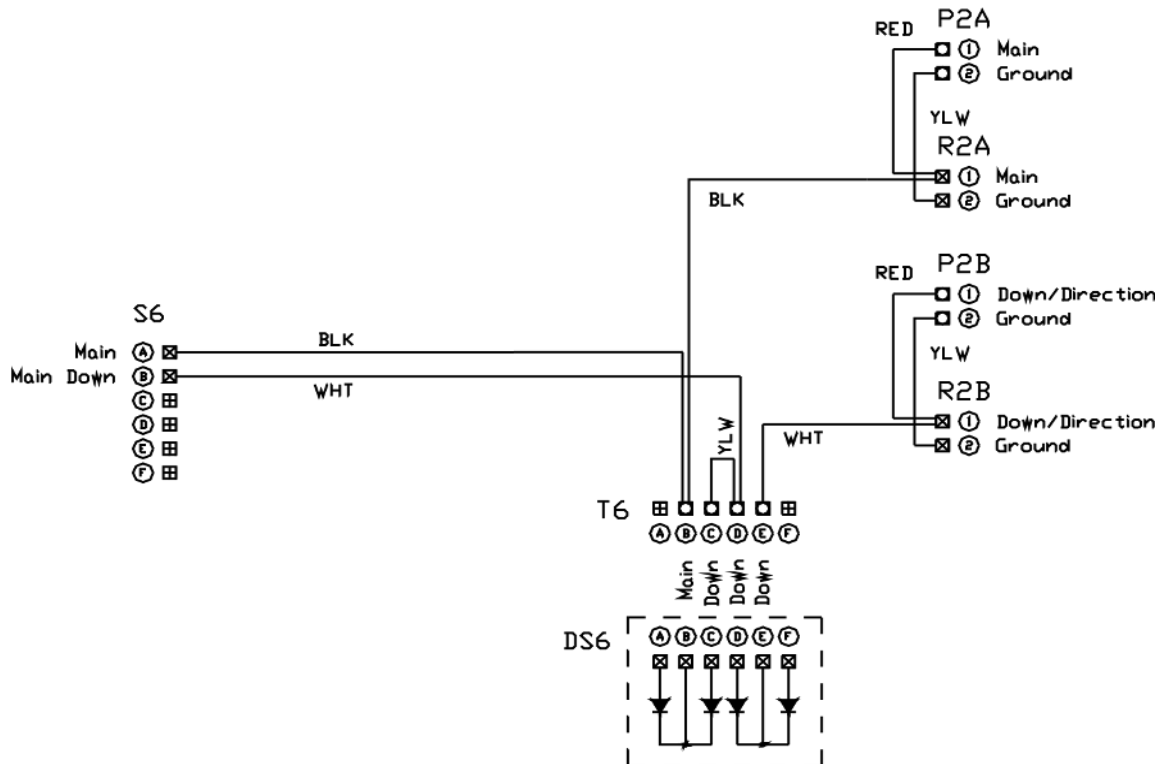 P2A
RED
1 Main
2 Ground
YLW
R2A
1 Main
2 Ground
BLK
P2B
RED
1 Down/Direction
2 Ground
YLW
R2B
1 Down/Direction
2 Ground
WHT
S6
Main A
Main Down B
C
D
E
F
BLK
WHT
YLW
T6
A B C D E F
Main
Down
Down
Down
DS6
A B C D E F